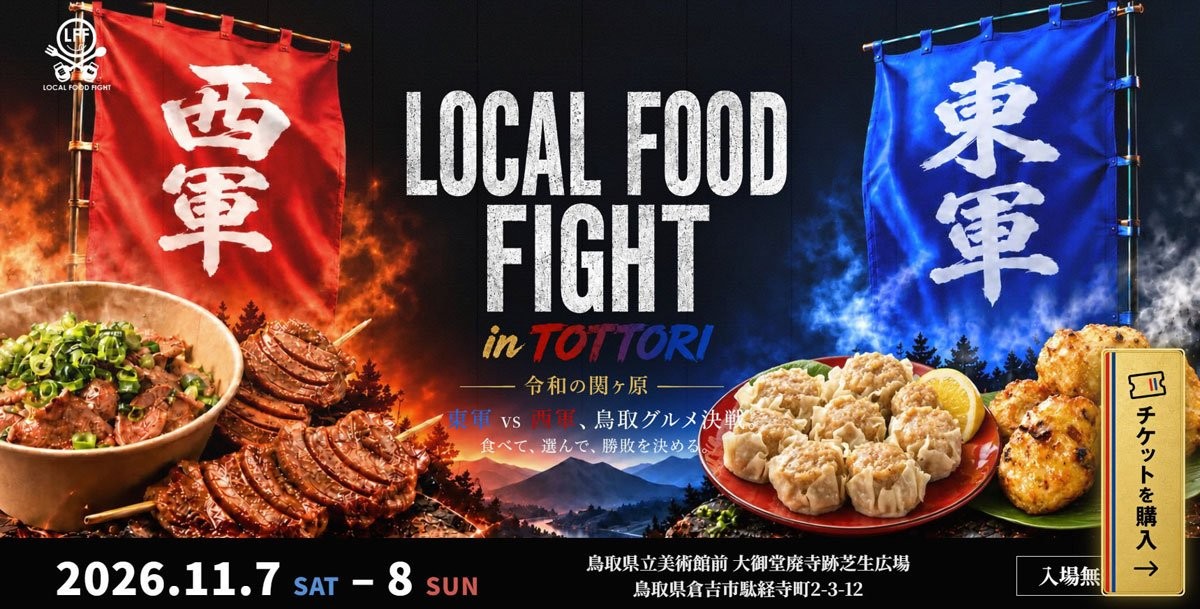 LFF
LOCAL FOOD FIGHT
西軍
東軍
LOCAL FOOD
FIGHT
in TOTTORI
令和の関ヶ原
東軍 vs 西軍、鳥取グルメ決戦。
食べて、選んで、勝敗を決める。
チケットを購入→
2026.11.7 SAT – 8 SUN
鳥取県立美術館前 大御堂廃寺跡芝生広場
鳥取県倉吉市駄経寺町2-3-12
入場無